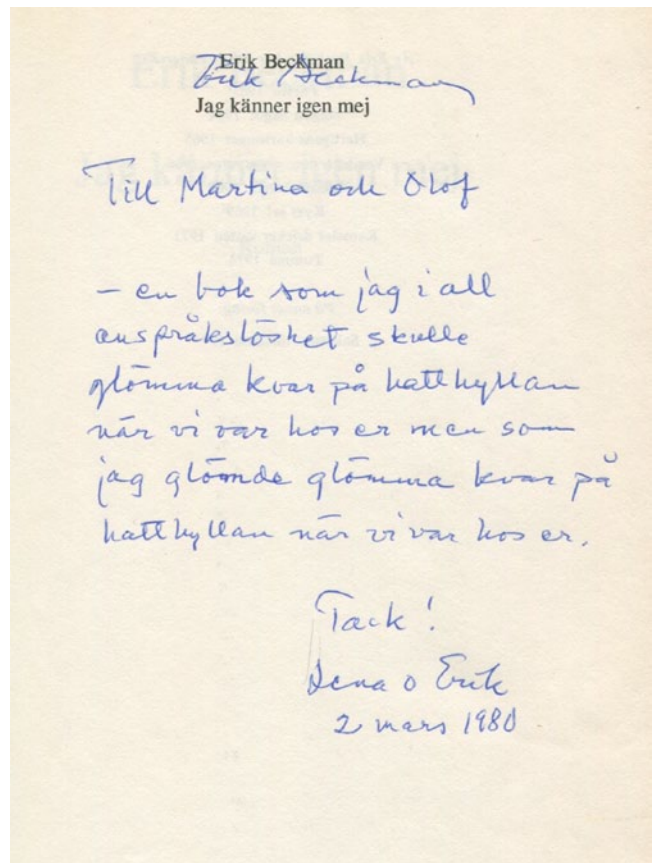 Erik Beckman
Erik Beckman
Jag känner igen mej
Till Martina och Olof
– en bok som jag i all
anspråkslöshet skulle
glömma kvar på hatthyllan
när vi var hos er men som
jag glömde glömma kvar på
hatthyllan när vi var hos er.
Tack!
Lena o Erik
2 mars 1980